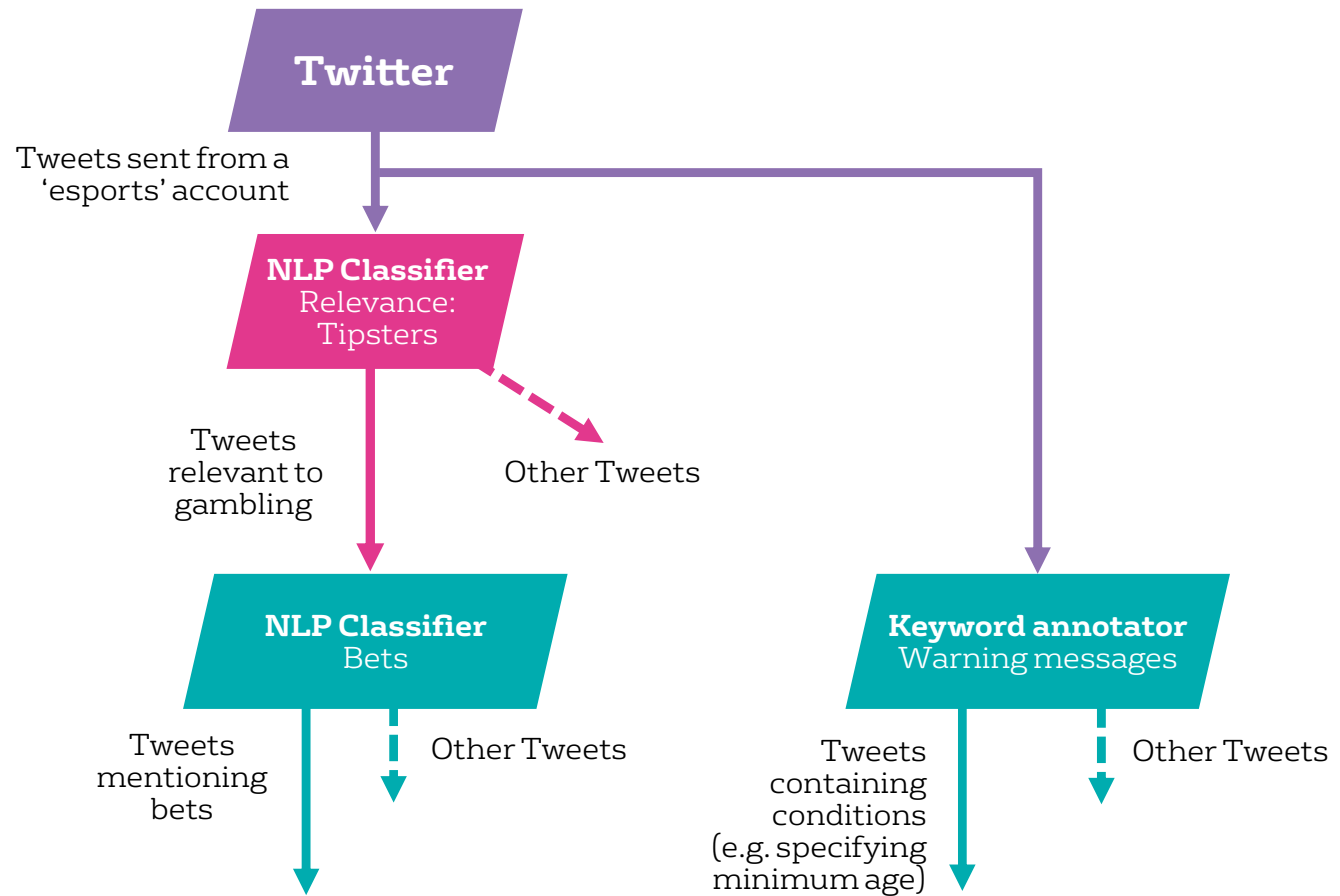 Twitter
Tweets sent from a
‘esports’ account
NLP Classifier
Relevance:
Tipsters
Tweets
relevant to
gambling
Other Tweets
NLP Classifier
Bets
Keyword annotator
Warning messages
Tweets
mentioning
bets
Other Tweets
Tweets
containing
conditions
(e.g. specifying
minimum age)
Other Tweets